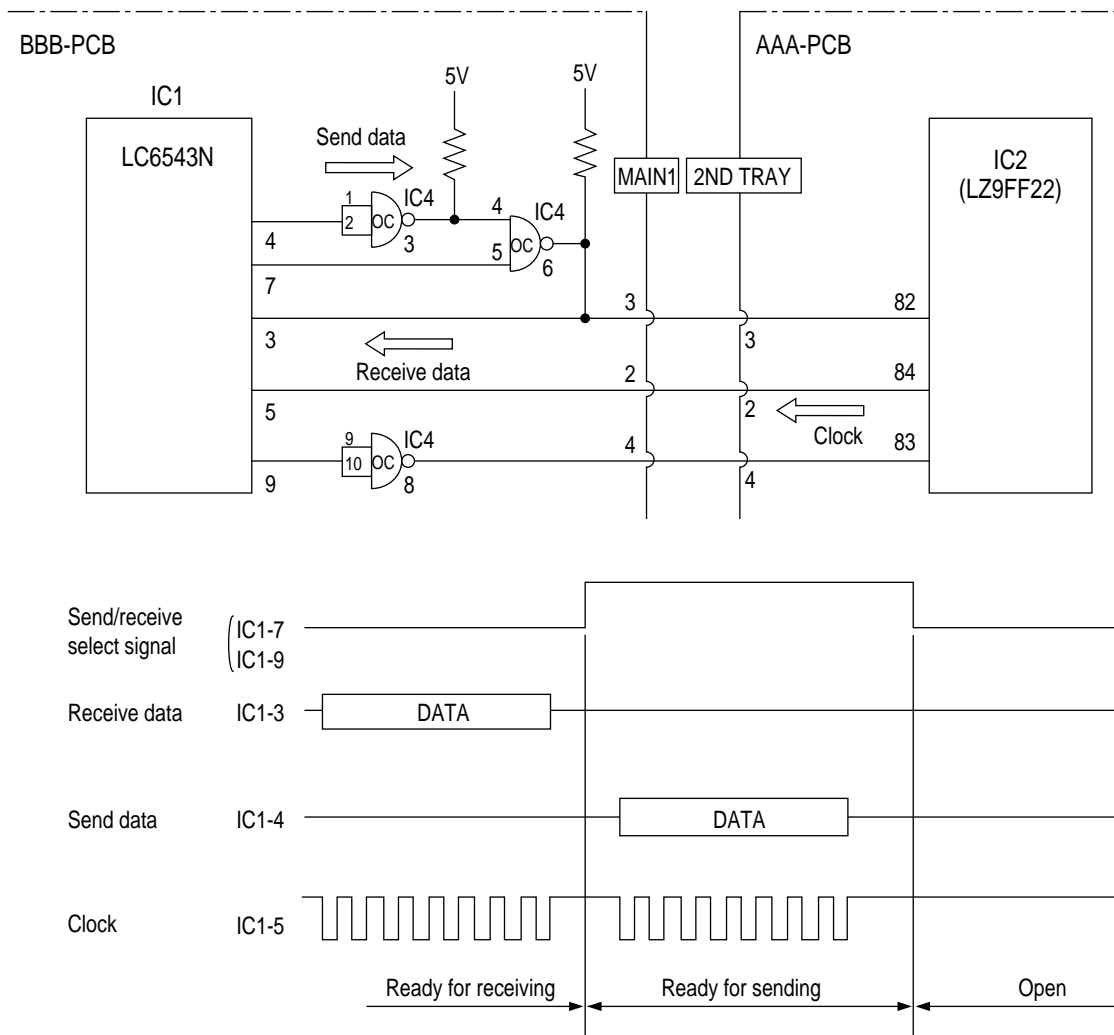 BBB-PCB
AAA-PCB
5V
5V
IC1
LC6543N
Send data
IC2
(LZ9FF22)
MAIN1
2ND TRAY
1
2
OC
IC4
3
4
5
OC
IC4
6
4
7
3
3
3
82
Receive data
5
2
2
84
Clock
9
9
10
OC
IC4
8
4
4
83
Send/receive
select signal
IC1-7
IC1-9
Receive data IC1-3 DATA
Send data IC1-4 DATA
Clock IC1-5
Ready for receiving Ready for sending Open